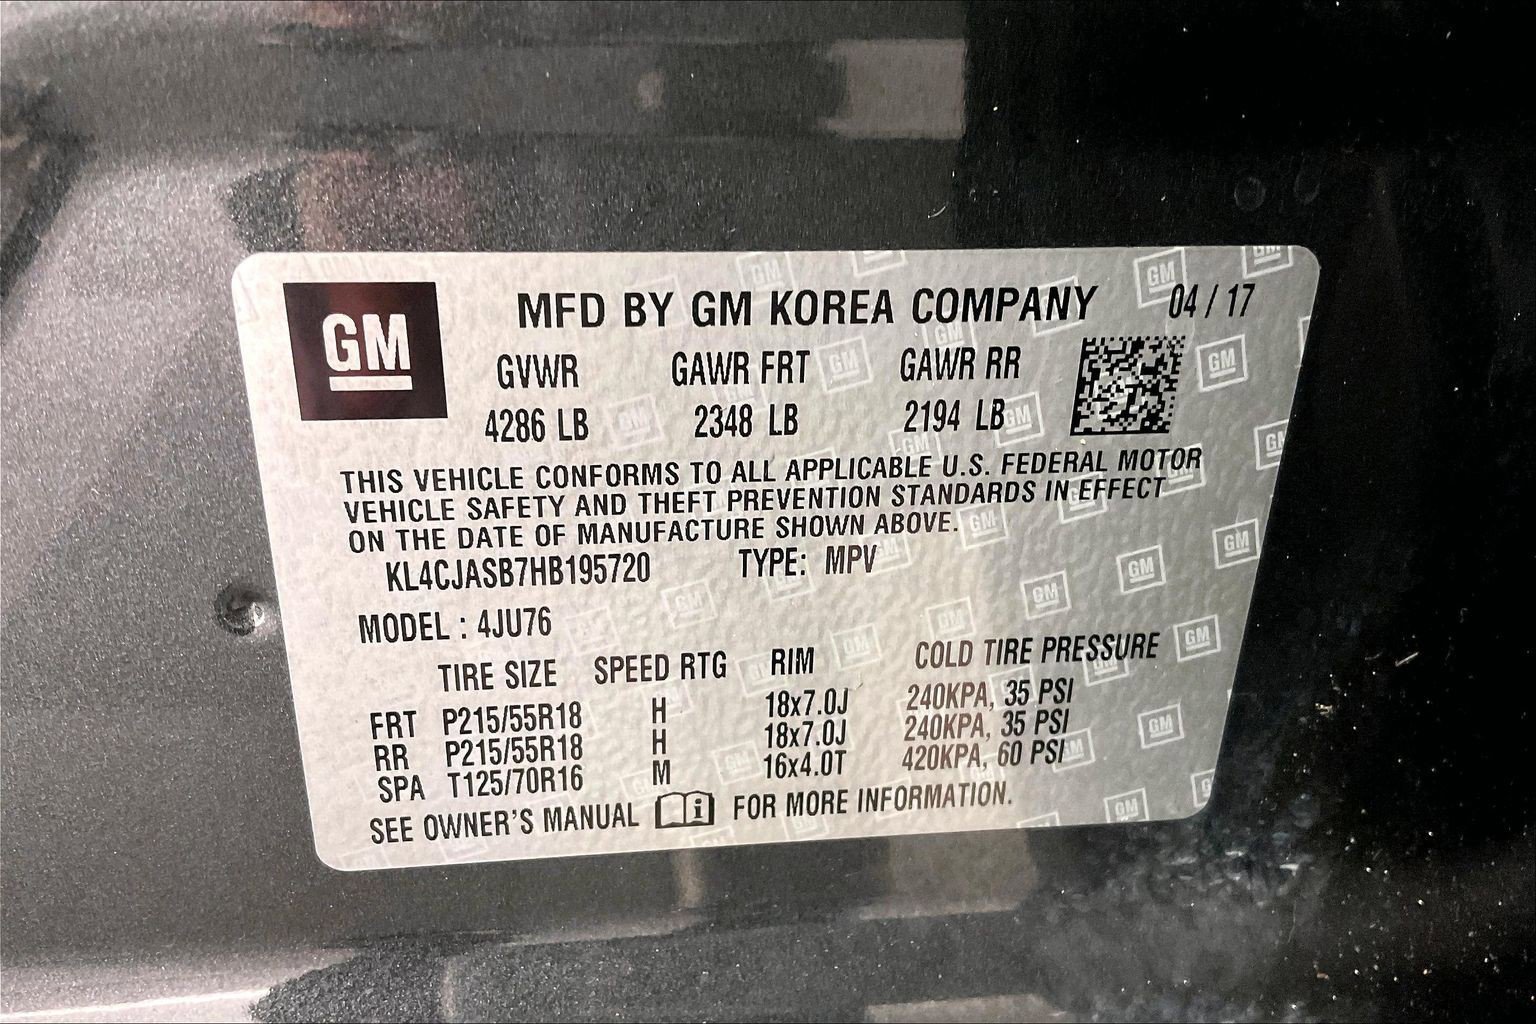 GM
MFD BY GM KOREA COMPANY 04 / 17
GVWR GAWR FRT GAWR RR
4286 LB 2348 LB 2194 LB
THIS VEHICLE CONFORMS TO ALL APPLICABLE U.S. FEDERAL MOTOR
VEHICLE SAFETY AND THEFT PREVENTION STANDARDS IN EFFECT
ON THE DATE OF MANUFACTURE SHOWN ABOVE.
KL4CJASB7HB195720 TYPE: MPV
MODEL : 4JU76
TIRE SIZE SPEED RTG RIM COLD TIRE PRESSURE
FRT P215/55R18 H 18x7.0J 240KPA, 35 PSI
RR P215/55R18 H 18x7.0J 240KPA, 35 PSI
SPA T125/70R16 M 16x4.0T 420KPA, 60 PSI
SEE OWNER'S MANUAL i FOR MORE INFORMATION.